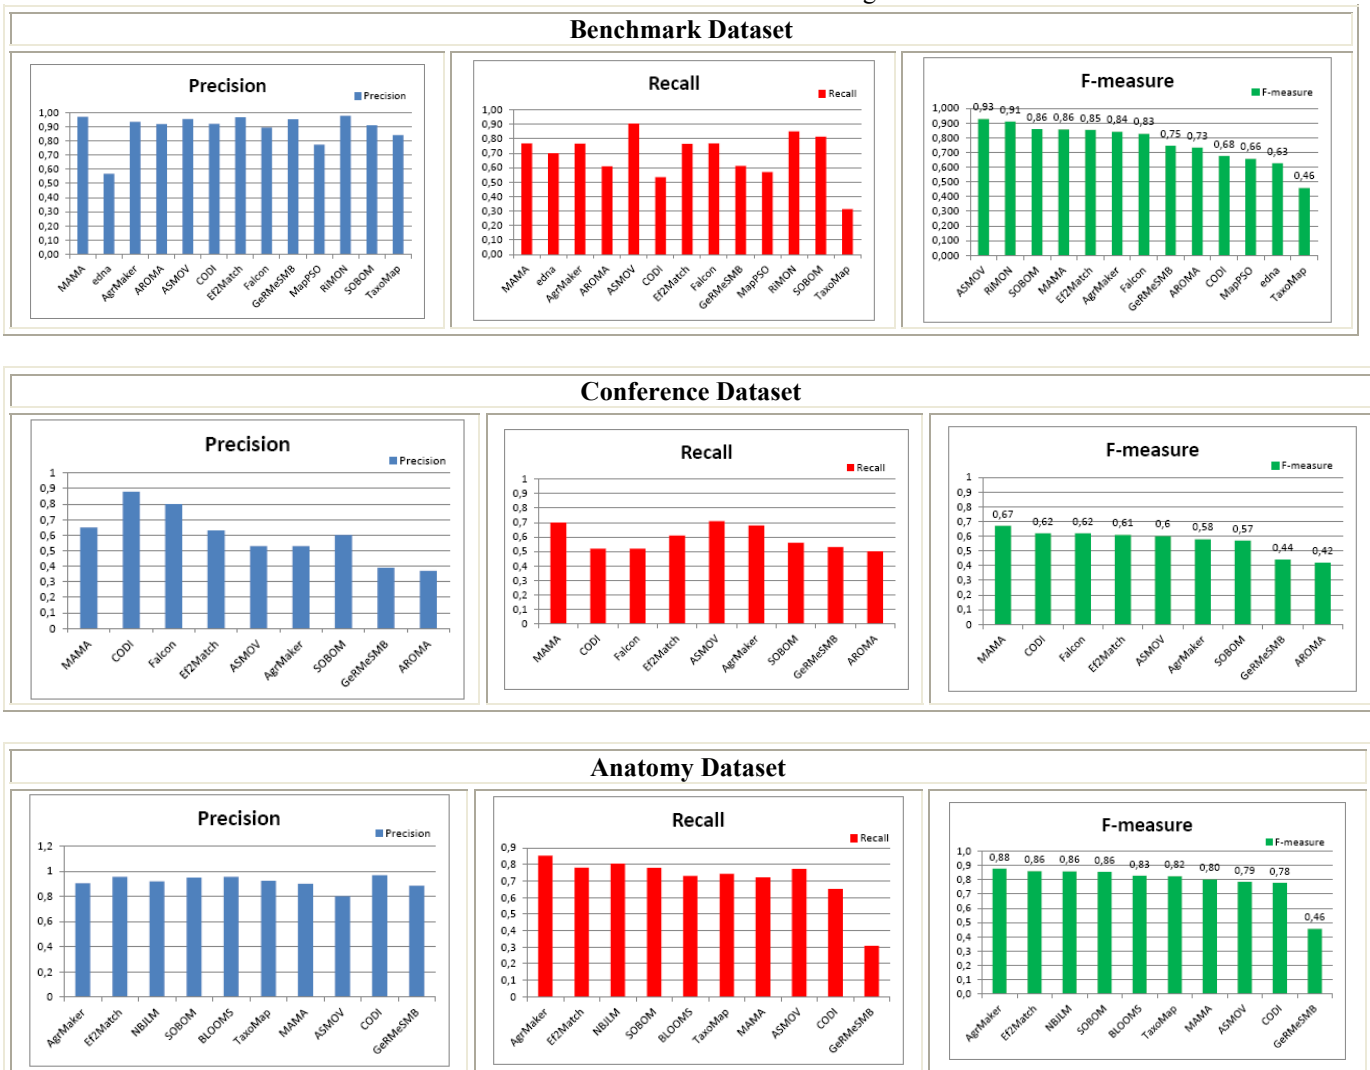 Benchmark Dataset
Precision
Precision
1,00
0,90
0,80
0,70
0,60
0,50
0,40
0,30
0,20
0,10
0,00
MAMA
edna
AgrMaker
AROMA
ASMOV
CODI
Ef2Match
Falcon
GeRMeSMB
MapPSO
RiMON
SOBOM
TaxoMap
Recall
Recall
1,00
0,90
0,80
0,70
0,60
0,50
0,40
0,30
0,20
0,10
0,00
MAMA
edna
AgrMaker
AROMA
ASMOV
CODI
Ef2Match
Falcon
GeRMeSMB
MapPSO
RiMON
SOBOM
TaxoMap
F-measure
F-measure
1,000
0,900
0,800
0,700
0,600
0,500
0,400
0,300
0,200
0,100
0,000
0,93
0,91
0,86
0,86
0,85
0,84
0,83
0,75
0,73
0,68
0,66
0,63
0,46
ASMOV
RiMON
SOBOM
MAMA
Ef2Match
AgrMaker
Falcon
GeRMeSMB
AROMA
CODI
MapPSO
edna
TaxoMap
Conference Dataset
Precision
Precision
1
0,9
0,8
0,7
0,6
0,5
0,4
0,3
0,2
0,1
0
MAMA
CODI
Falcon
Ef2Match
ASMOV
AgrMaker
SOBOM
GeRMeSMB
AROMA
Recall
Recall
1
0,9
0,8
0,7
0,6
0,5
0,4
0,3
0,2
0,1
0
MAMA
CODI
Falcon
Ef2Match
ASMOV
AgrMaker
SOBOM
GeRMeSMB
AROMA
F-measure
F-measure
1
0,9
0,8
0,7
0,6
0,5
0,4
0,3
0,2
0,1
0
0,67
0,62
0,62
0,61
0,6
0,58
0,57
0,44
0,42
MAMA
CODI
Falcon
Ef2Match
ASMOV
AgrMaker
SOBOM
GeRMeSMB
AROMA
Anatomy Dataset
Precision
Precision
1,2
1
0,8
0,6
0,4
0,2
0
AgrMaker
Ef2Match
NBJLM
SOBOM
BLOOMS
TaxoMap
MAMA
ASMOV
CODI
GeRMeSMB
Recall
Recall
0,9
0,8
0,7
0,6
0,5
0,4
0,3
0,2
0,1
0
AgrMaker
Ef2Match
NBJLM
SOBOM
BLOOMS
TaxoMap
MAMA
ASMOV
CODI
GeRMeSMB
F-measure
F-measure
1,0
0,9
0,8
0,7
0,6
0,5
0,4
0,3
0,2
0,1
0,0
0,88
0,86
0,86
0,86
0,83
0,82
0,80
0,79
0,78
0,46
AgrMaker
Ef2Match
NBJLM
SOBOM
BLOOMS
TaxoMap
MAMA
ASMOV
CODI
GeRMeSMB